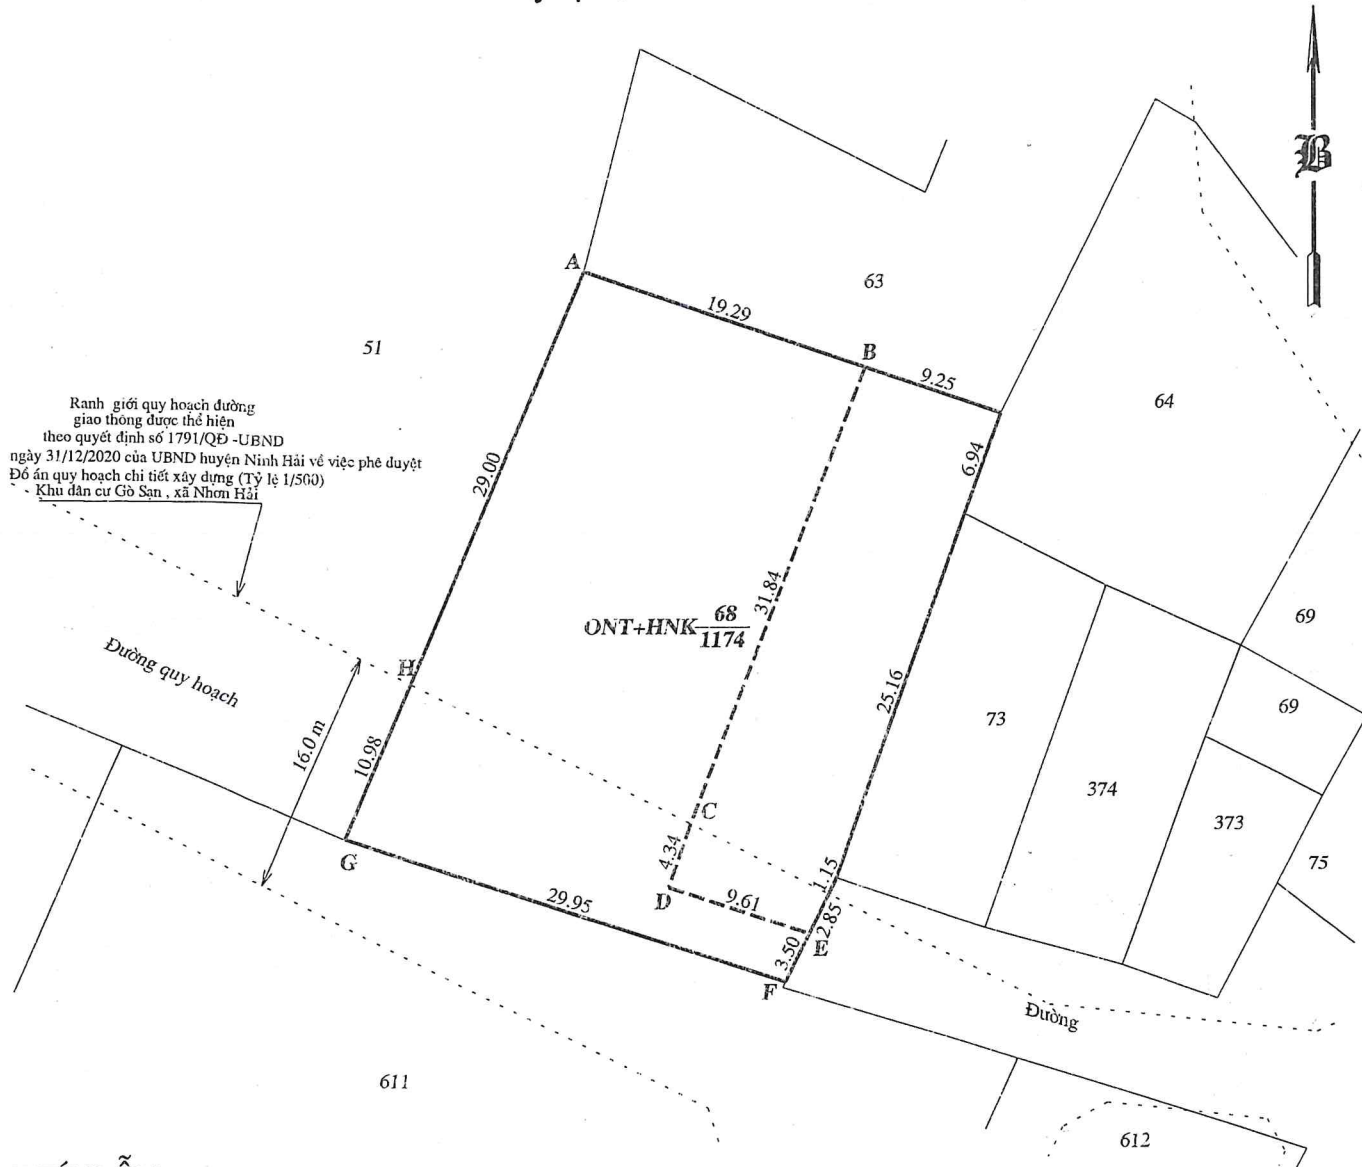 B
A
63
19.29
B
9.25
51
64
Ranh giới quy hoạch đường
giao thông được thể hiện
theo quyết định số 1791/QĐ -UBND
ngày 31/12/2020 của UBND huyện Ninh Hải về việc phê duyệt
Đồ án quy hoạch chi tiết xây dựng (Tỷ lệ 1/500)
Khu dân cư Gò Sạn , xã Nhơn Hải
29.00
6.94
31.84
ONT+HNK 68
1174
69
Đường quy hoạch
H
25.16
73
69
16.0 m
10.98
374
373
C
G
4.34
1.15
75
D
9.61
29.95
2.85
3.50
E
F
Đường
611
612